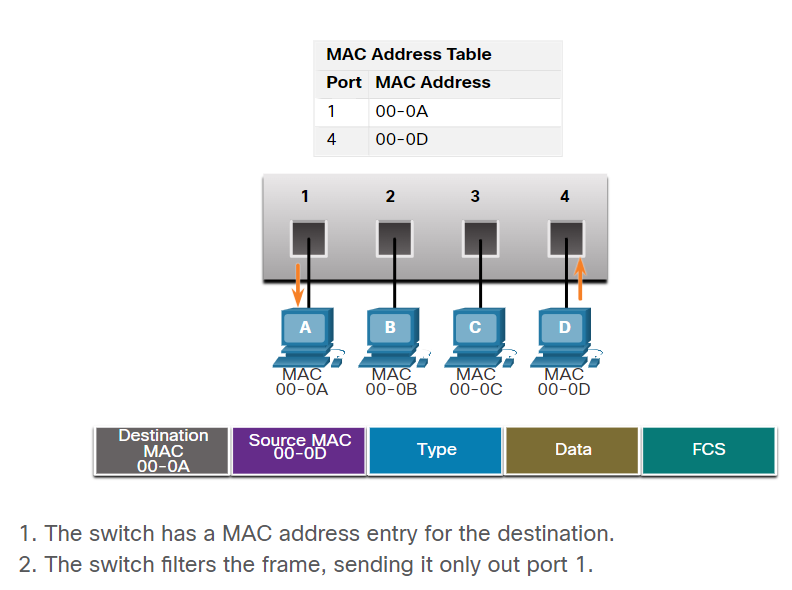 MAC Address Table
Port MAC Address
1 00-0A
4 00-0D
1 2 3 4
A B C D
MAC MAC MAC MAC
00-0A 00-0B 00-0C 00-0D
Destination
MAC
00-0A
Source MAC
00-0D
Type
Data
FCS
1. The switch has a MAC address entry for the destination.
2. The switch filters the frame, sending it only out port 1.